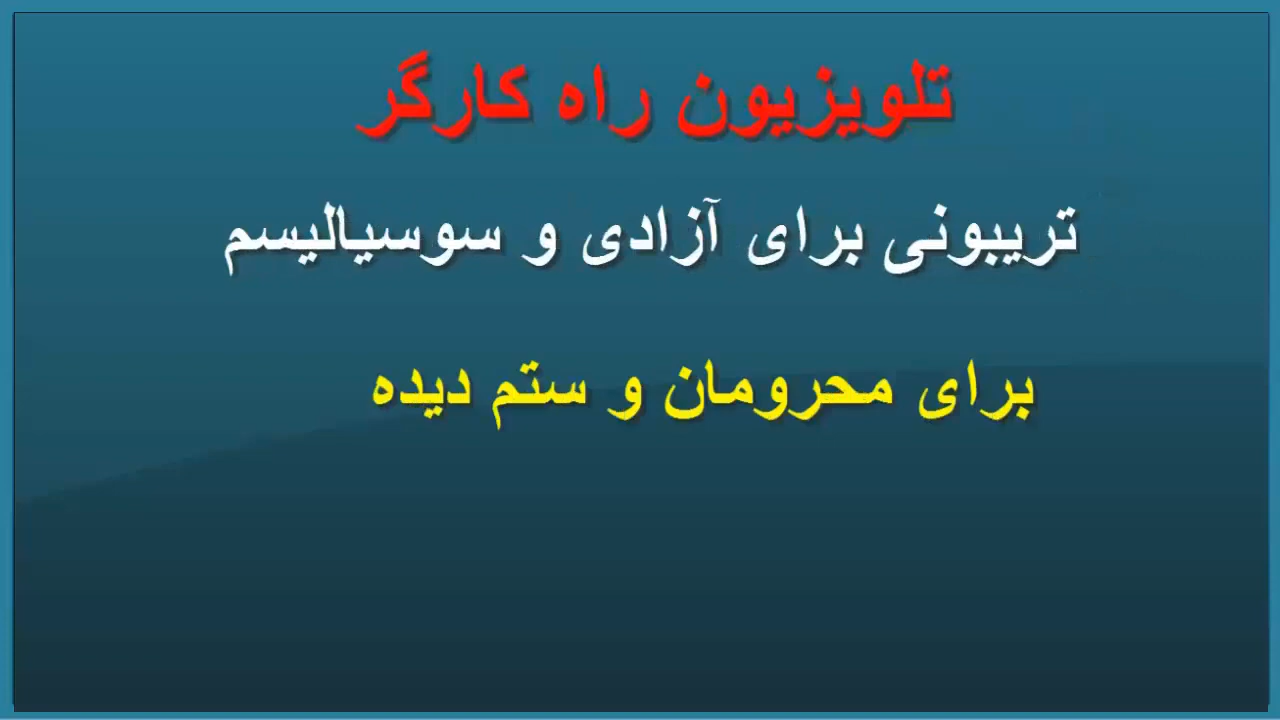 تلویزیون راه کارگر
تریبونی برای آزادی و سوسیالیسم
برای محرومان و ستم دیده